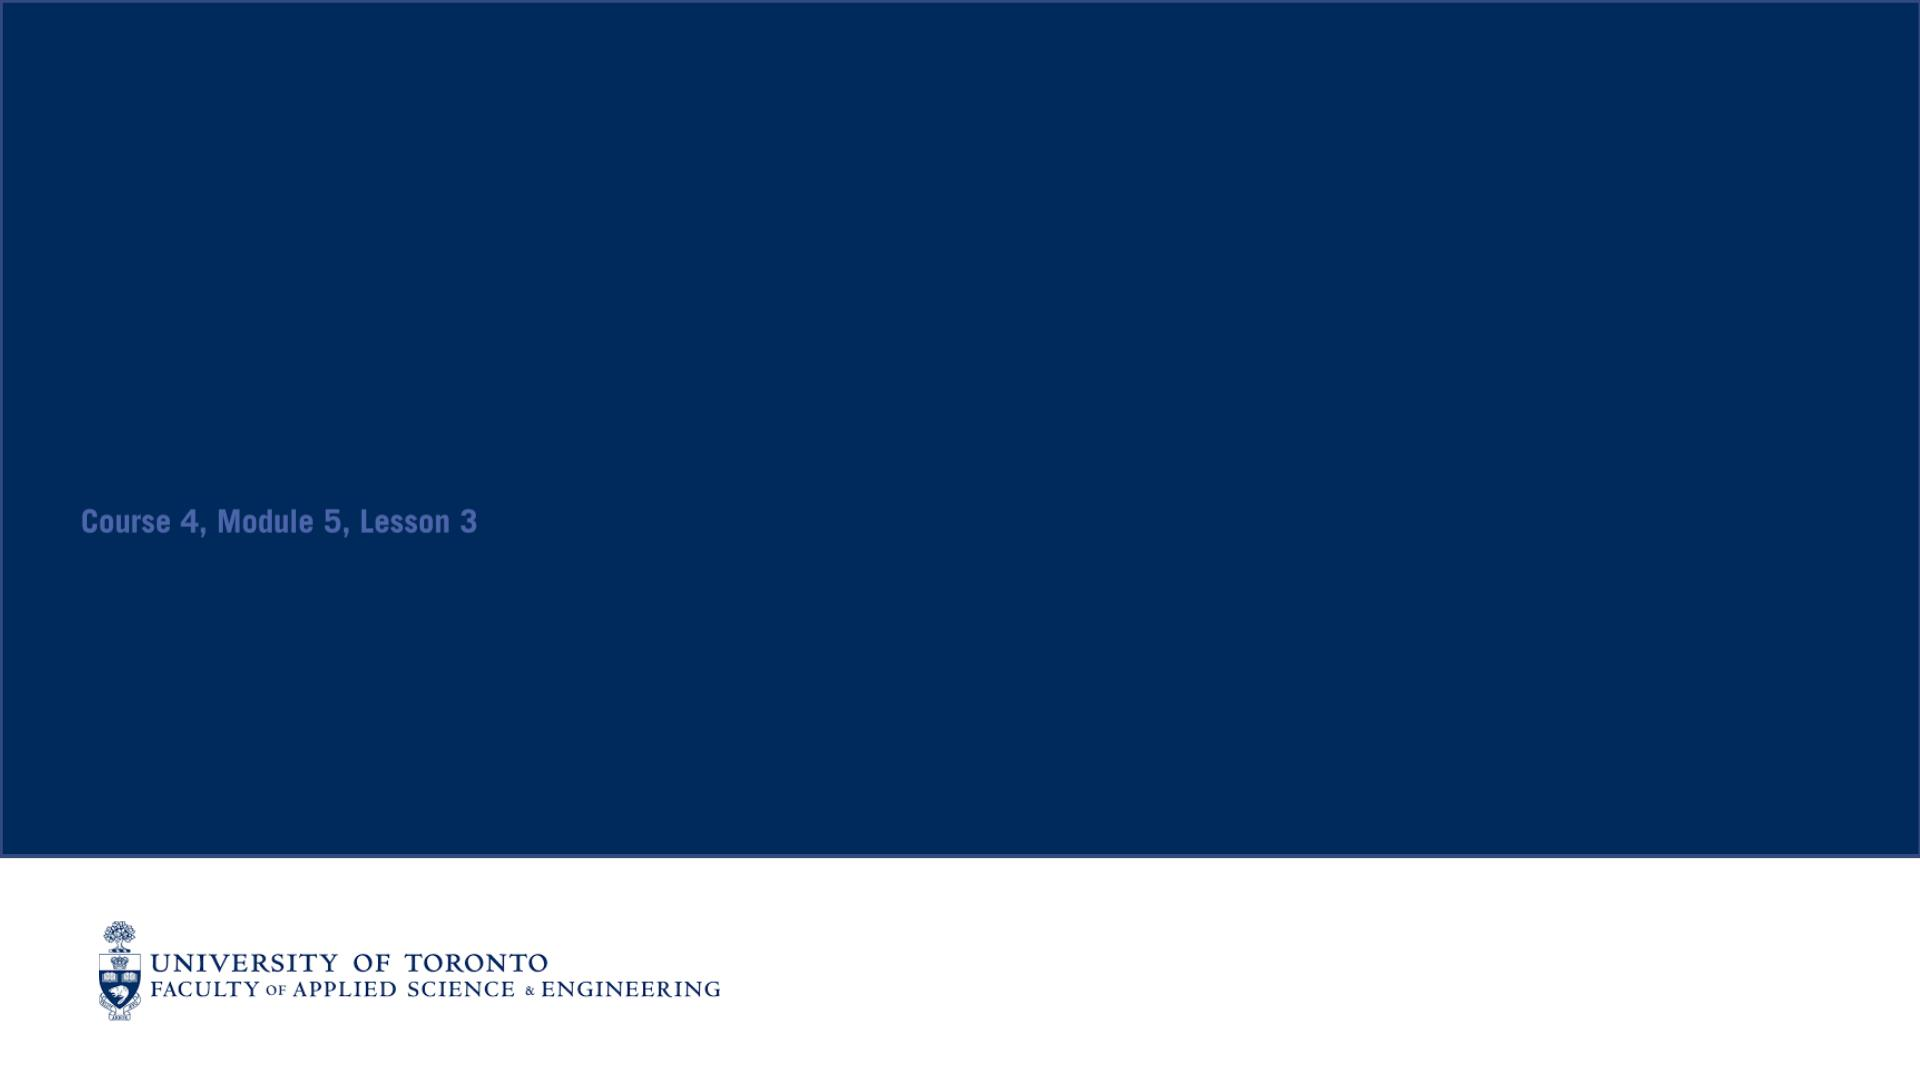 Course 4, Module 5, Lesson 3
UNIVERSITY OF TORONTO
FACULTY OF APPLIED SCIENCE & ENGINEERING